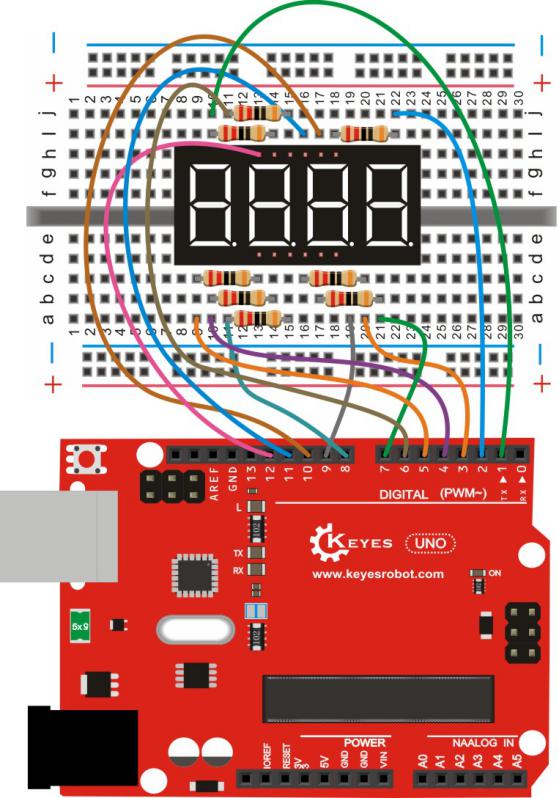 1 2 3 4 5 6 7 8 9 10 11 12 13 14 15 16 17 18 19 20 21 22 23 24 25 26 27 28 29 30
j
i
h
g
f
e
d
c
b
a
1 2 3 4 5 6 7 8 9 10 11 12 13 14 15 16 17 18 19 20 21 22 23 24 25 26 27 28 29 30
AREF
GND
13
12
11
10
9
8
7
6
5
4
3
2
TX ▶ 1
RX ▶ 0
DIGITAL (PWM~)
L
102
TX
RX
102
KEYES UNO
www.keyesrobot.com
ON
5x9
POWER
NAALOG IN
IOREF
RESET
3V3
5V
GND
GND
VIN
A0
A1
A2
A3
A4
A5